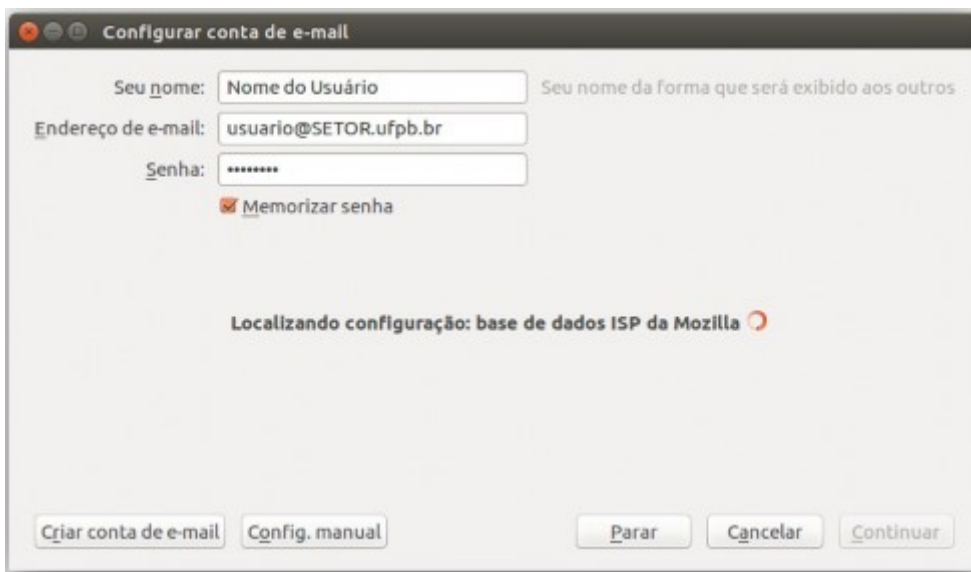 Configurar conta de e-mail
Seu nome: Nome do Usuário Seu nome da forma que será exibido aos outros
Endereço de e-mail: usuario@SETOR.ufpb.br
Senha: ••••••••
Memorizar senha
Localizando configuração: base de dados ISP da Mozilla
Criar conta de e-mail Config. manual Parar Cancelar Continuar